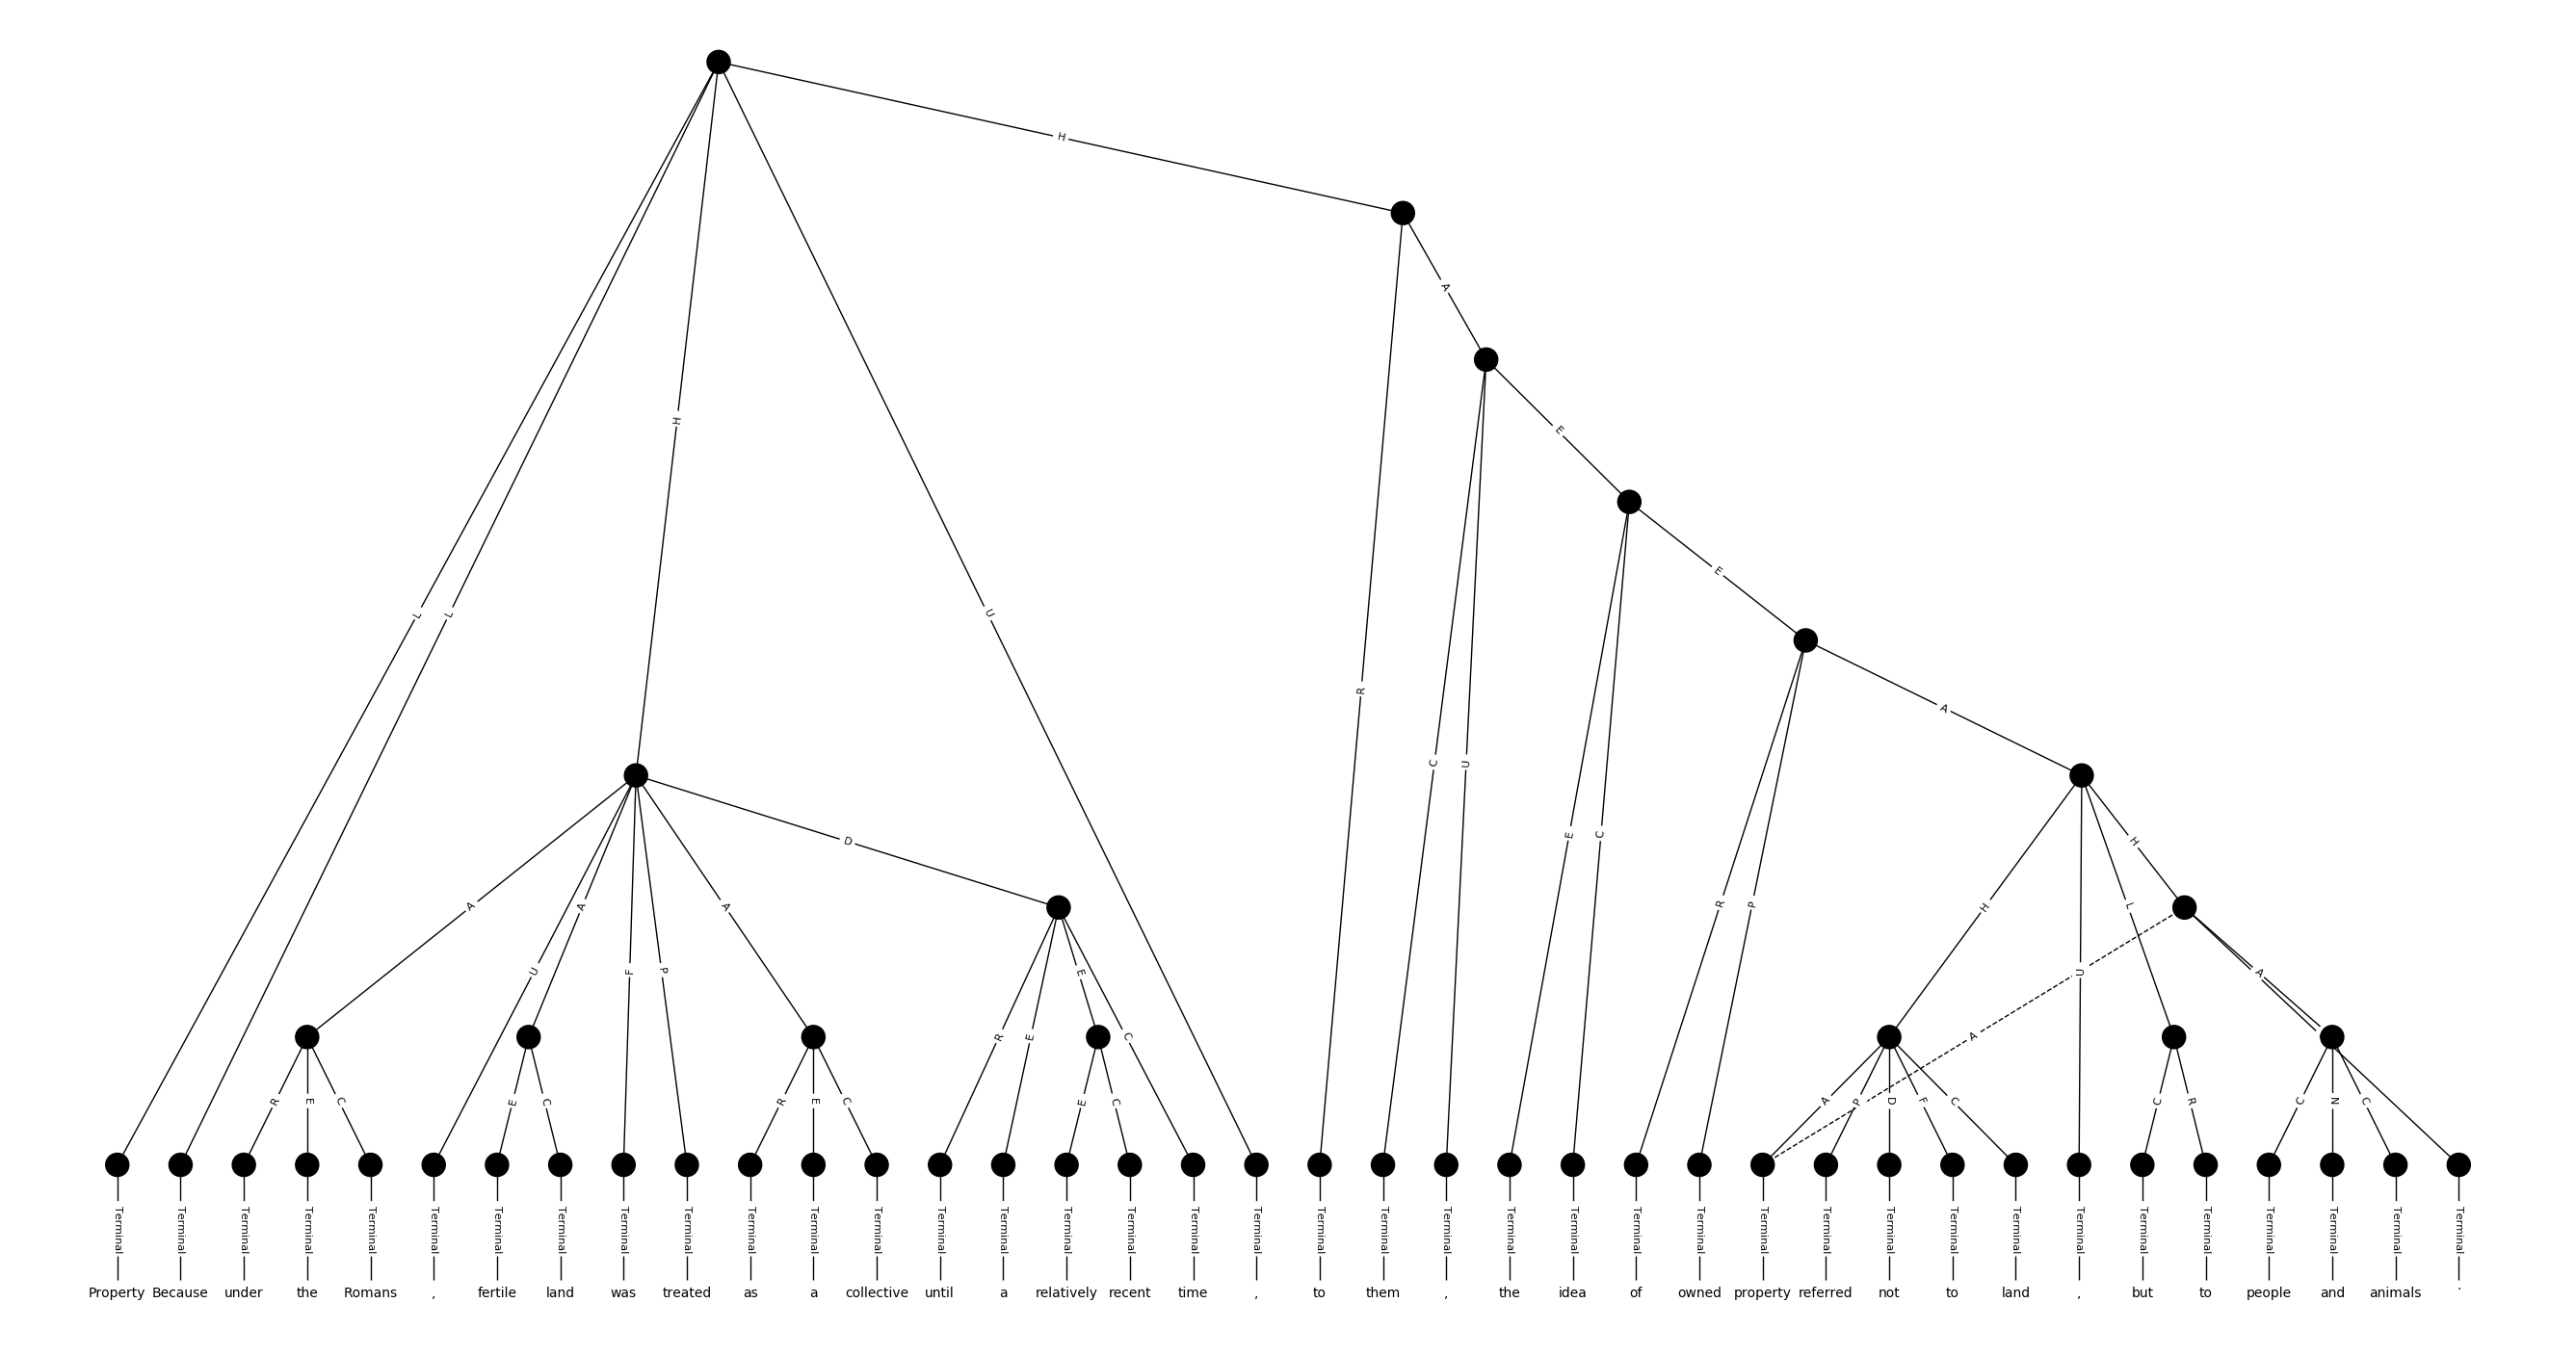 H
A
E
H
E
L
L
U
R
A
C
U
D
H
E
C
A
U
A
A
R
P
L
F
P
E
U
A
R
E
C
A
R
E
C
E
C
R
E
C
E
C
A
P
D
F
C
C
R
C
N
C
Terminal Terminal Terminal Terminal Terminal Terminal Terminal Terminal Terminal Terminal Terminal Terminal Terminal Terminal Terminal Terminal Terminal Terminal Terminal Terminal Terminal Terminal Terminal Terminal Terminal Terminal Terminal Terminal Terminal Terminal Terminal Terminal Terminal Terminal Terminal Terminal Terminal Terminal
Property Because under the Romans , fertile land was treated as a collective until a relatively recent time , to them , the idea of owned property referred not to land , but to people and animals .